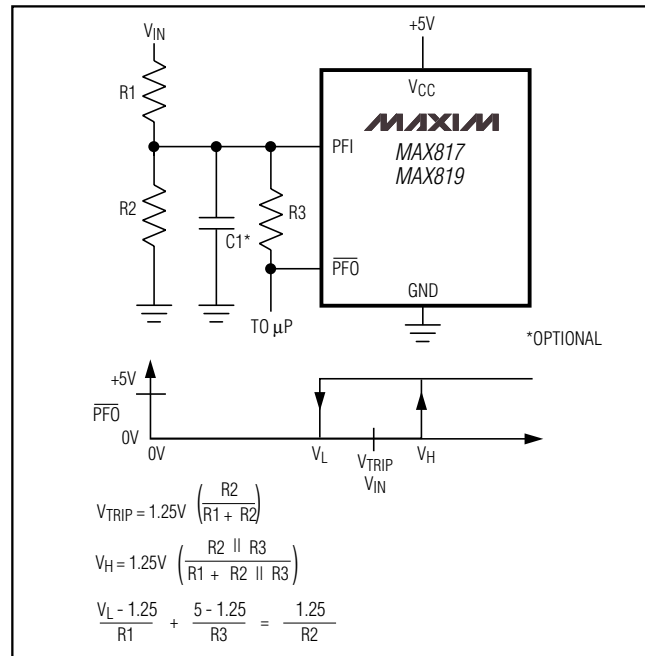 VIN
+5V
R1
VCC
MAXIM
PFI
MAX817
MAX819
R2
R3
C1*
PFO
GND
TO µP
*OPTIONAL
+5V
PFO
0V
0V
VL
VTRIP
VH
VIN
VTRIP = 1.25V (R2 / R1 + R2)
VH = 1.25V (R2 || R3 / R1 + R2 || R3)
VL - 1.25 / R1 + 5 - 1.25 / R3 = 1.25 / R2